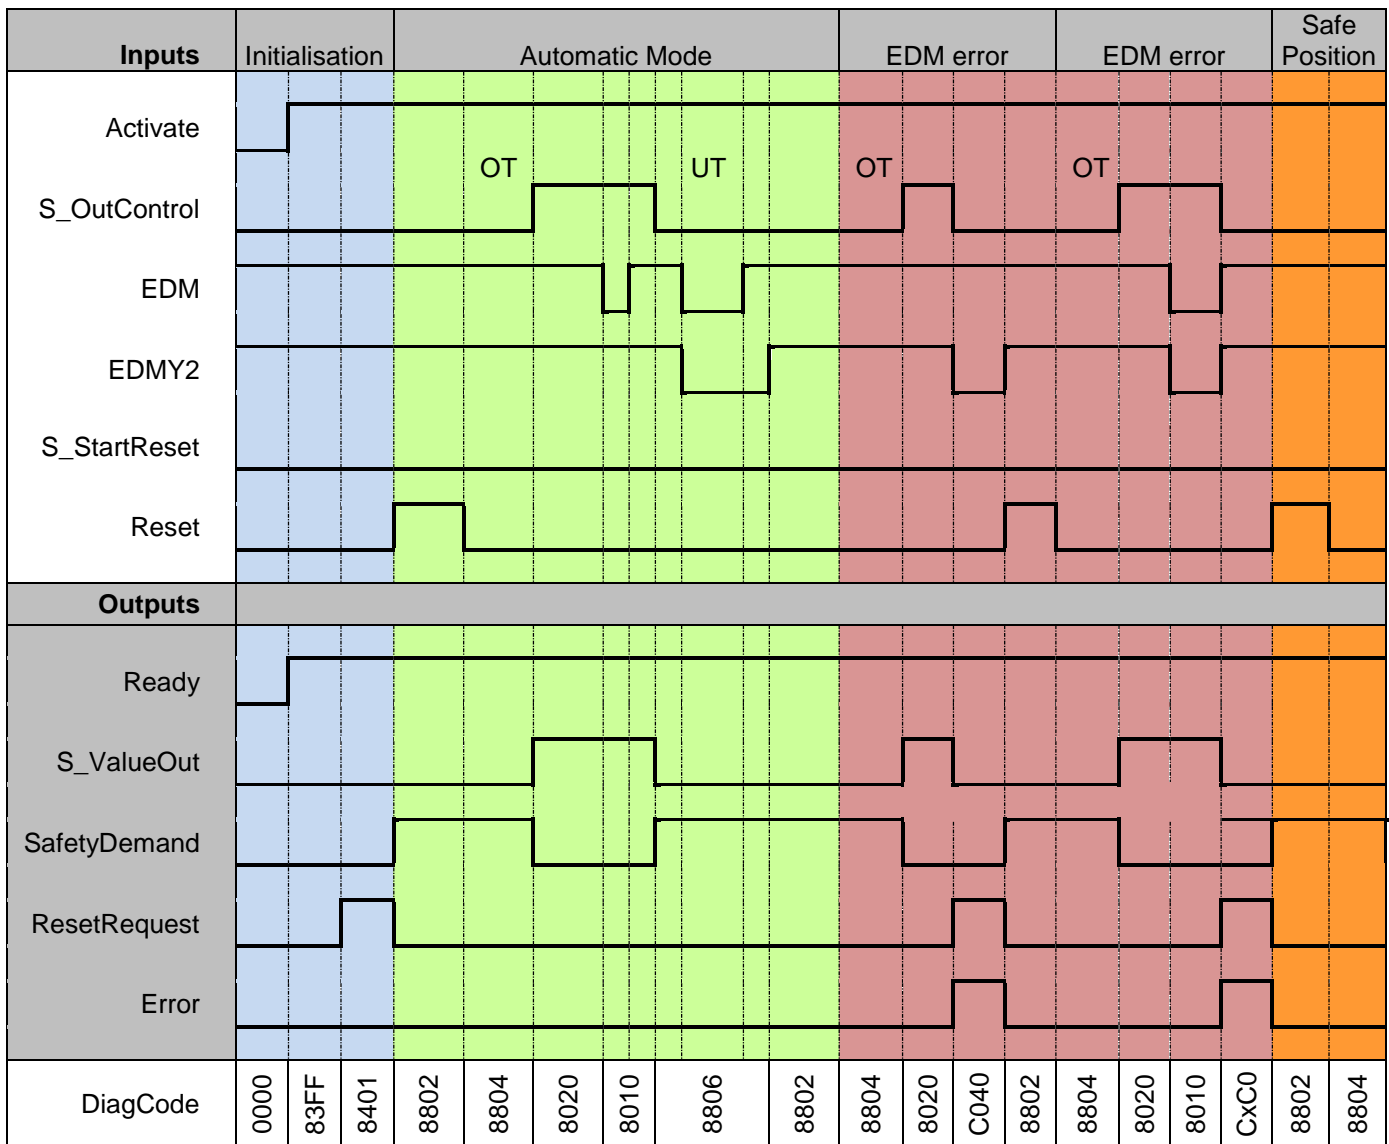 Inputs Initialisation Automatic Mode EDM error EDM error Safe Position
Activate
OT UT OT OT
S_OutControl
EDM
EDMY2
S_StartReset
Reset
Outputs
Ready
S_ValueOut
SafetyDemand
ResetRequest
Error
DiagCode 0000 83FF 8401 8802 8804 8020 8010 8806 8802 8804 8020 C040 8802 8804 8020 8010 CxC0 8802 8804